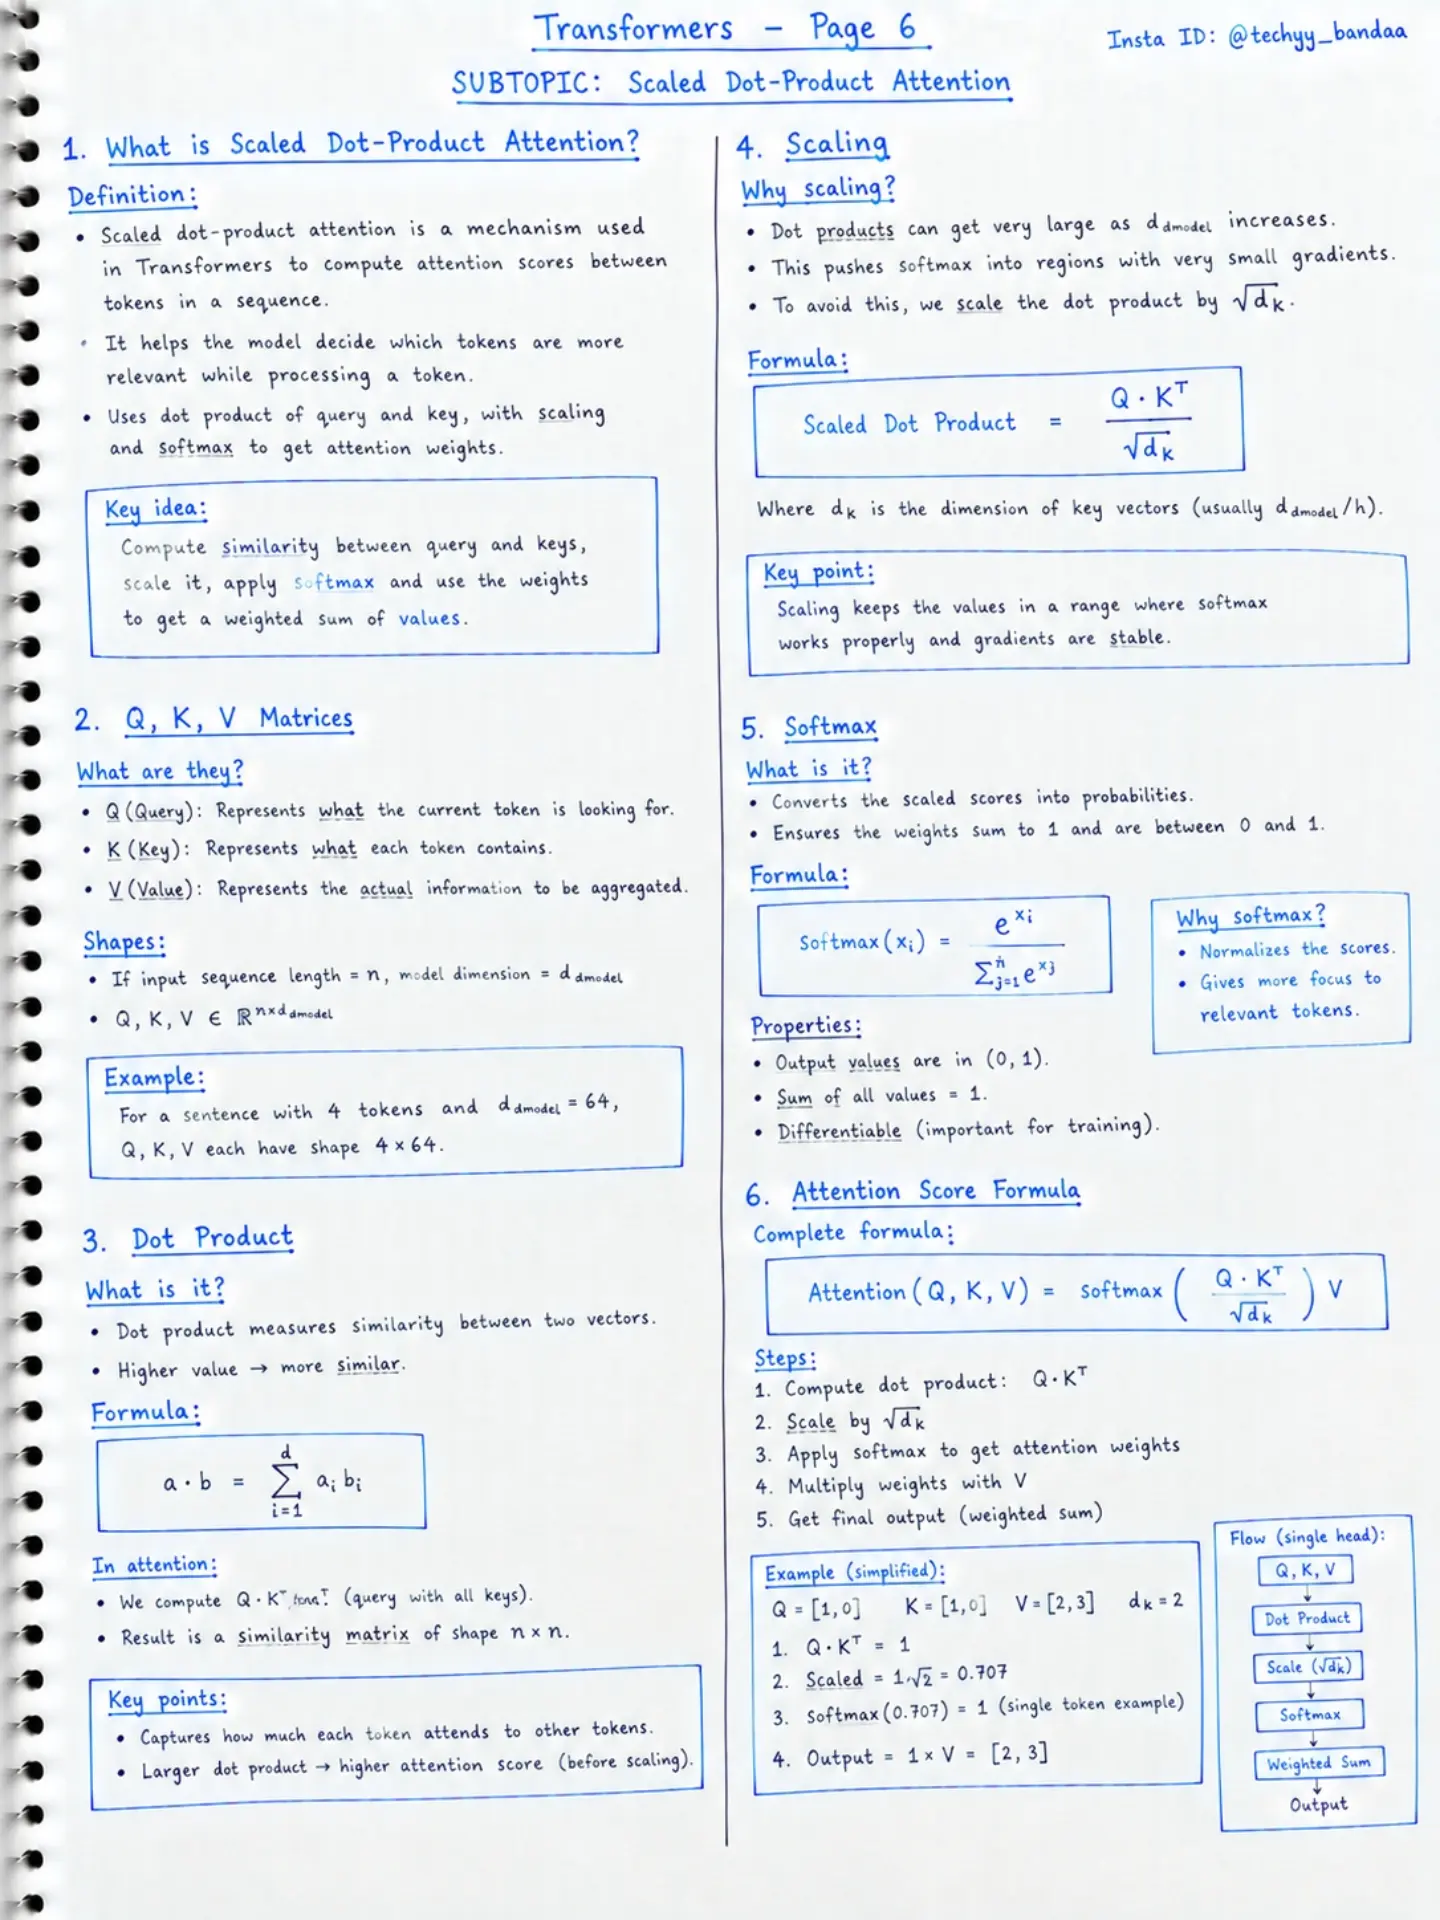 Transformers – Page 6
Insta ID: @techyy_bandaa
SUBTOPIC: Scaled Dot-Product Attention
1. What is Scaled Dot-Product Attention?
Definition:
• Scaled dot-product attention is a mechanism used
in Transformers to compute attention scores between
tokens in a sequence.
• It helps the model decide which tokens are more
relevant while processing a token.
• Uses dot product of query and key, with scaling
and softmax to get attention weights.
Key idea:
Compute similarity between query and keys,
scale it, apply softmax and use the weights
to get a weighted sum of values.
2. Q, K, V Matrices
What are they?
• Q (Query): Represents what the current token is looking for.
• K (Key): Represents what each token contains.
• V (Value): Represents the actual information to be aggregated.
Shapes:
• If input sequence length = n, model dimension = d dmodel
• Q, K, V ∈ ℝ n×d dmodel
Example:
For a sentence with 4 tokens and d dmodel = 64,
Q, K, V each have shape 4 × 64.
3. Dot Product
What is it?
• Dot product measures similarity between two vectors.
• Higher value → more similar.
Formula:
a · b = ∑ᵢ₌₁ᵈ aᵢ bᵢ
In attention:
• We compute Q · Kᵀ (query with all keys).
• Result is a similarity matrix of shape n × n.
Key points:
• Captures how much each token attends to other tokens.
• Larger dot product → higher attention score (before scaling).
4. Scaling
Why scaling?
• Dot products can get very large as d dmodel increases.
• This pushes softmax into regions with very small gradients.
• To avoid this, we scale the dot product by √dₖ.
Formula:
Scaled Dot Product = Q · Kᵀ / √dₖ
Where dₖ is the dimension of key vectors (usually d dmodel /h).
Key point:
Scaling keeps the values in a range where softmax
works properly and gradients are stable.
5. Softmax
What is it?
• Converts the scaled scores into probabilities.
• Ensures the weights sum to 1 and are between 0 and 1.
Formula:
Softmax(xᵢ) = e^xᵢ / ∑ⱼ₌₁ⁿ e^xⱼ
Why softmax?
• Normalizes the scores.
• Gives more focus to
relevant tokens.
Properties:
• Output values are in (0, 1).
• Sum of all values = 1.
• Differentiable (important for training).
6. Attention Score Formula
Complete formula:
Attention (Q, K, V) = softmax ( Q · Kᵀ / √dₖ ) V
Steps:
1. Compute dot product: Q · Kᵀ
2. Scale by √dₖ
3. Apply softmax to get attention weights
4. Multiply weights with V
5. Get final output (weighted sum)
Example (simplified):
Q = [1,0] K = [1,0] V = [2,3] dₖ = 2
1. Q · Kᵀ = 1
2. Scaled = 1/√2 = 0.707
3. Softmax (0.707) = 1 (single token example)
4. Output = 1 × V = [2, 3]
Flow (single head):
Q, K, V
Dot Product
Scale (√dₖ)
Softmax
Weighted Sum
Output